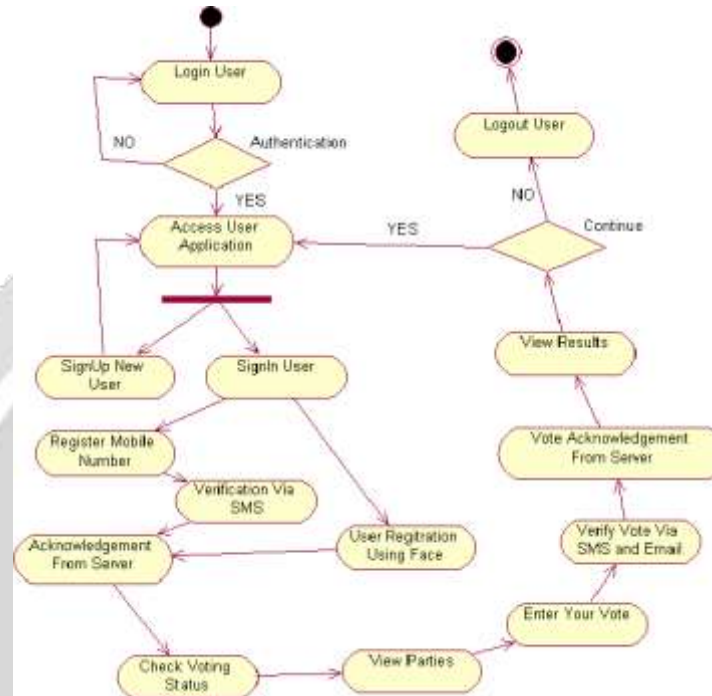 Login User
NO
Authentication
YES
Access User
Application
SignUp New
User
SignIn User
Register Mobile
Number
Verification Via
SMS
Acknowledgement
From Server
User Regitration
Using Face
Check Voting
Status
View IParties
Enter Your Vote
Verify Vote Via
SMS and Email
Vote Acknowledgement
From Server
View Results
Continue
YES
NO
Logout User